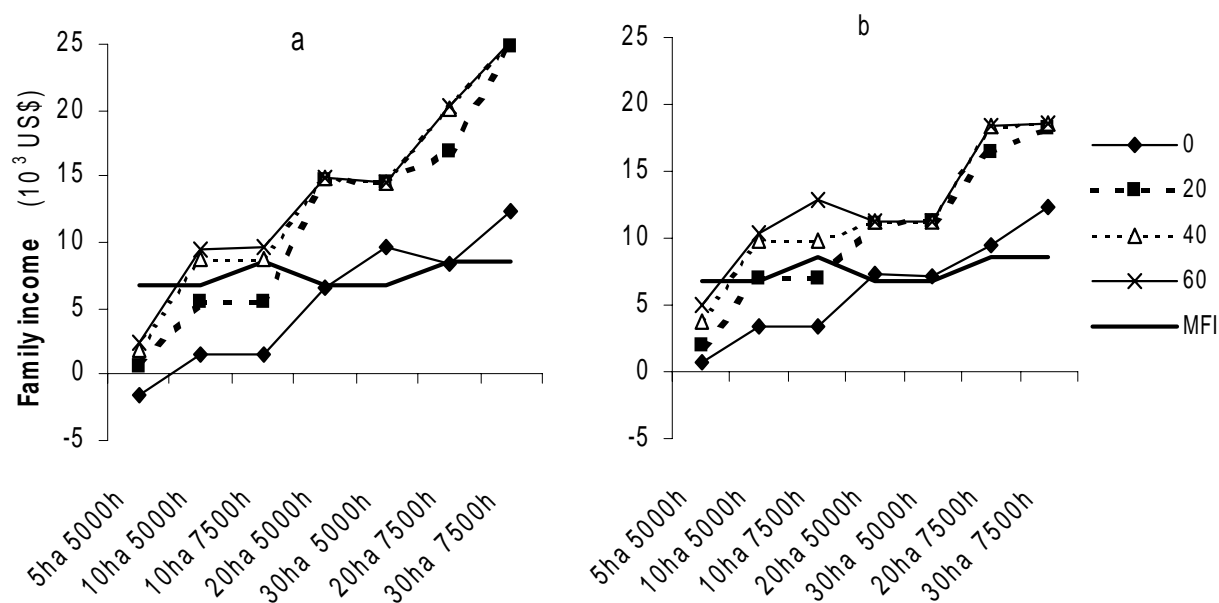 a
25
20
15
10
5
0
-5
Family income (10³ US$)
5ha 5000h
10ha 5000h
10ha 7500h
20ha 5000h
30ha 5000h
20ha 7500h
30ha 7500h
b
25
20
15
10
5
0
-5
5ha 5000h
10ha 5000h
10ha 7500h
20ha 5000h
30ha 5000h
20ha 7500h
30ha 7500h
0
20
40
60
MFI